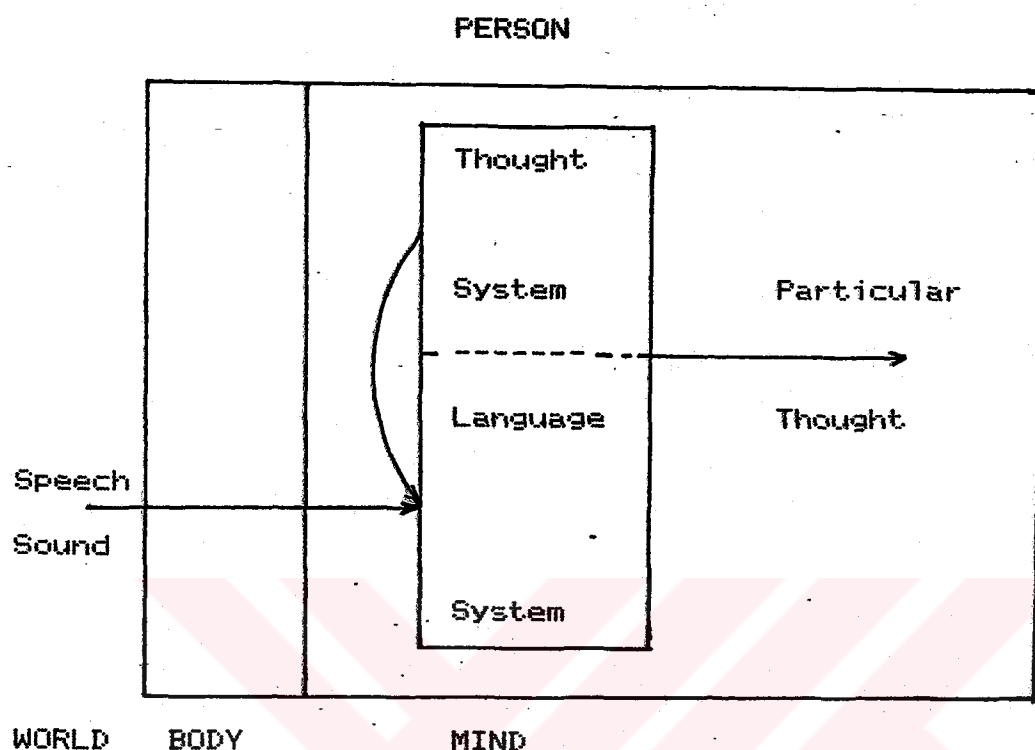 PERSON
Thought
System Particular
Language Thought
Speech
Sound
System
WORLD BODY MIND